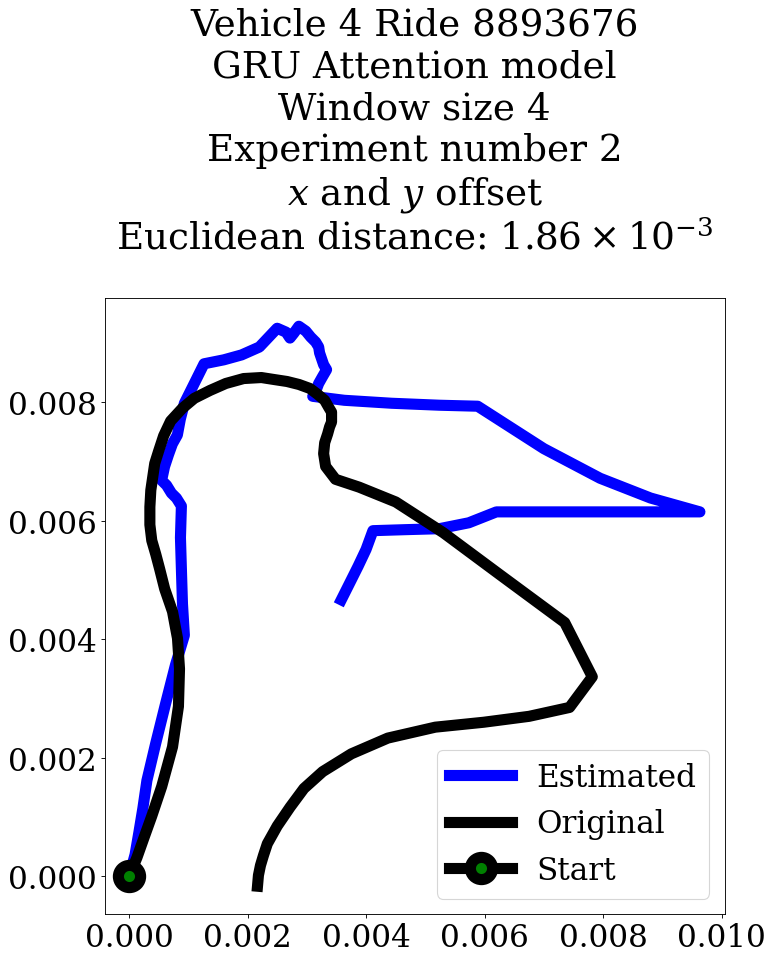 Vehicle 4 Ride 8893676
GRU Attention model
Window size 4
Experiment number 2
x and y offset
Euclidean distance: 1.86 × 10⁻³
0.008
0.006
0.004
0.002
0.000
Estimated
Original
Start
0.000 0.002 0.004 0.006 0.008 0.010